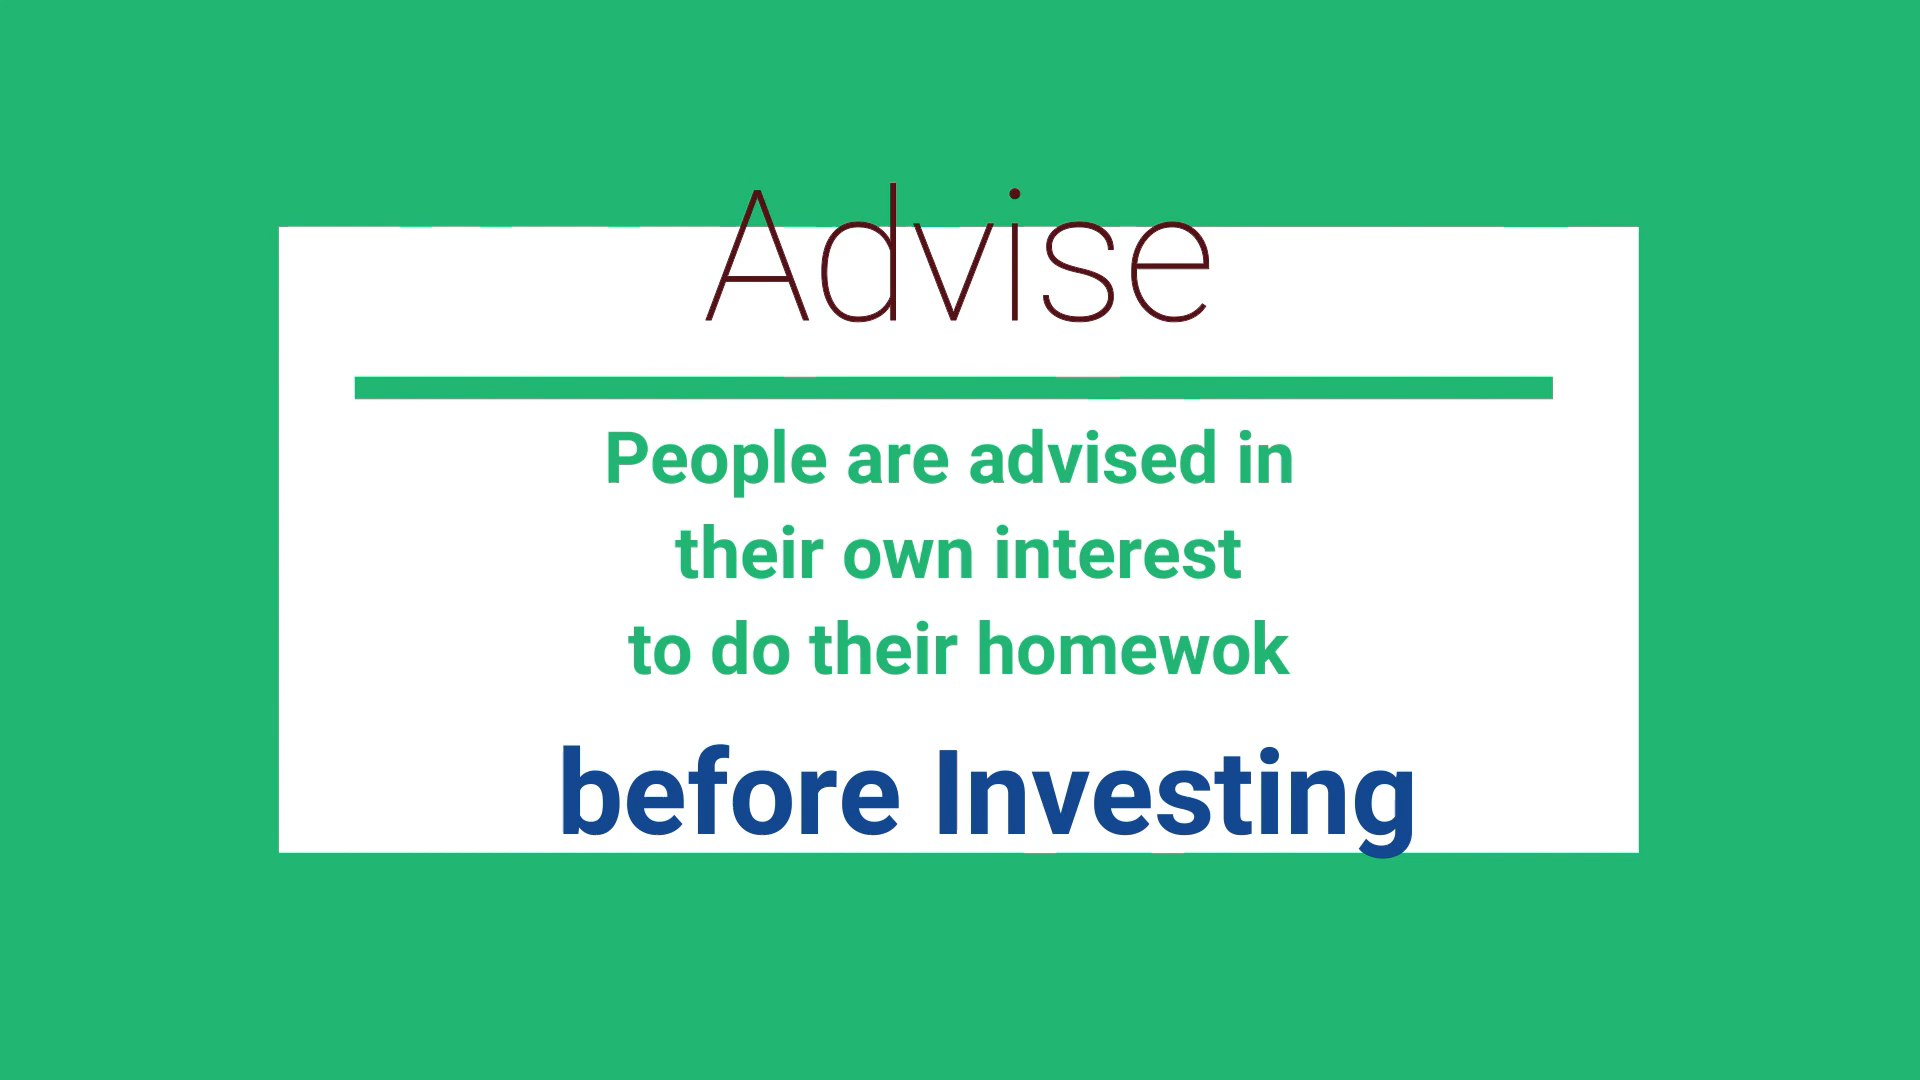 Advise
People are advised in
their own interest
to do their homewok
before Investing